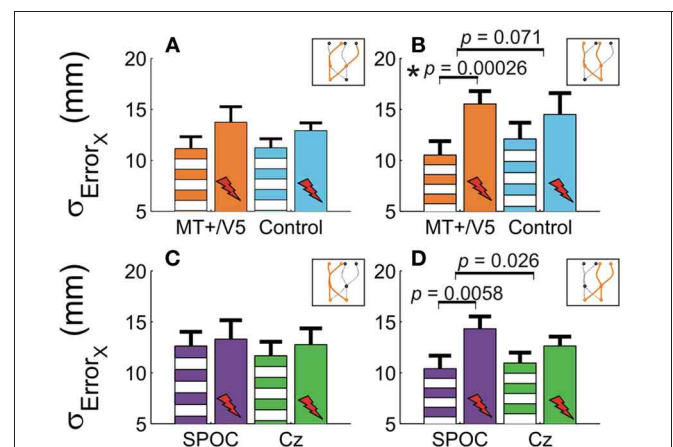 A
B
p = 0.071
* p = 0.00026
σErrorX (mm)
20
15
10
5
20
15
10
5
MT+/V5 Control
MT+/V5 Control
C
D
p = 0.026
p = 0.0058
σErrorX (mm)
20
15
10
5
20
15
10
5
SPOC Cz
SPOC Cz